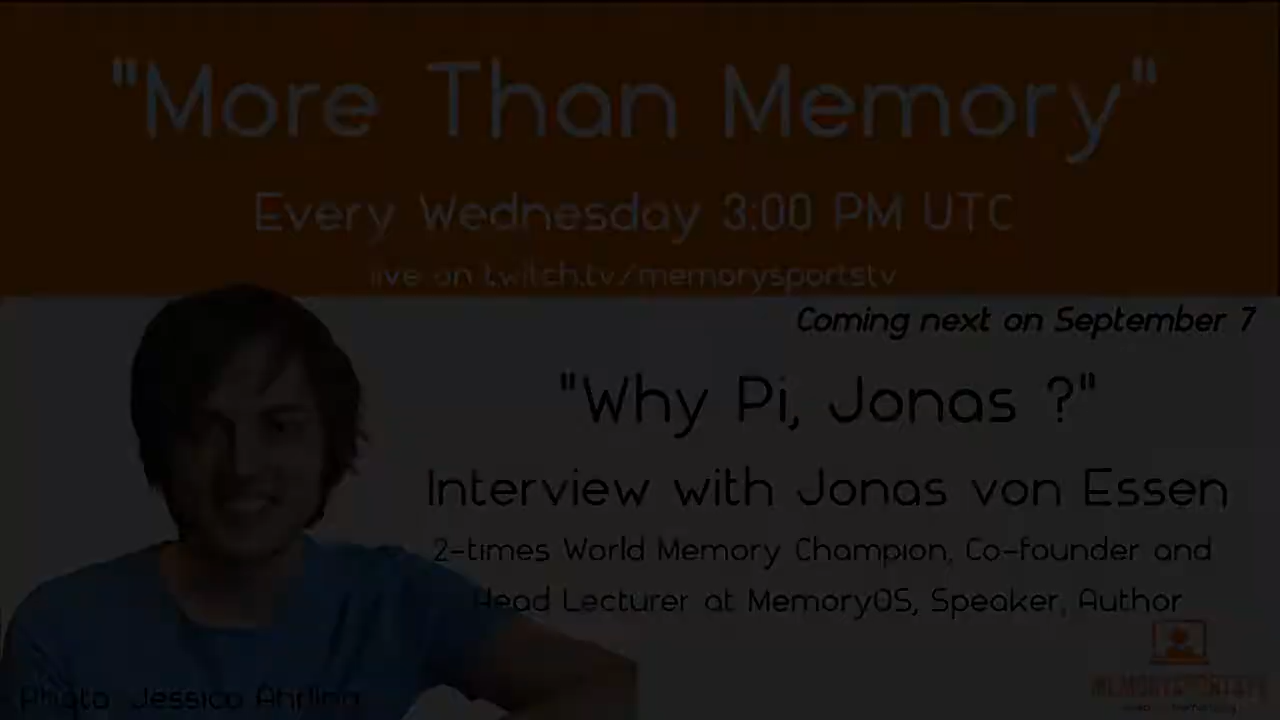 "More Than Memory"
Every Wednesday 3:00 PM UTC
live on twitch.tv/memorysportstv
Coming next on September 7
"Why Pi, Jonas ?"
Interview with Jonas von Essen
2-times World Memory Champion, Co-founder and
Head Lecturer at MemoryOS, Speaker, Author
Photo: Jessica Ahrling
MEMORYSPORTSTV